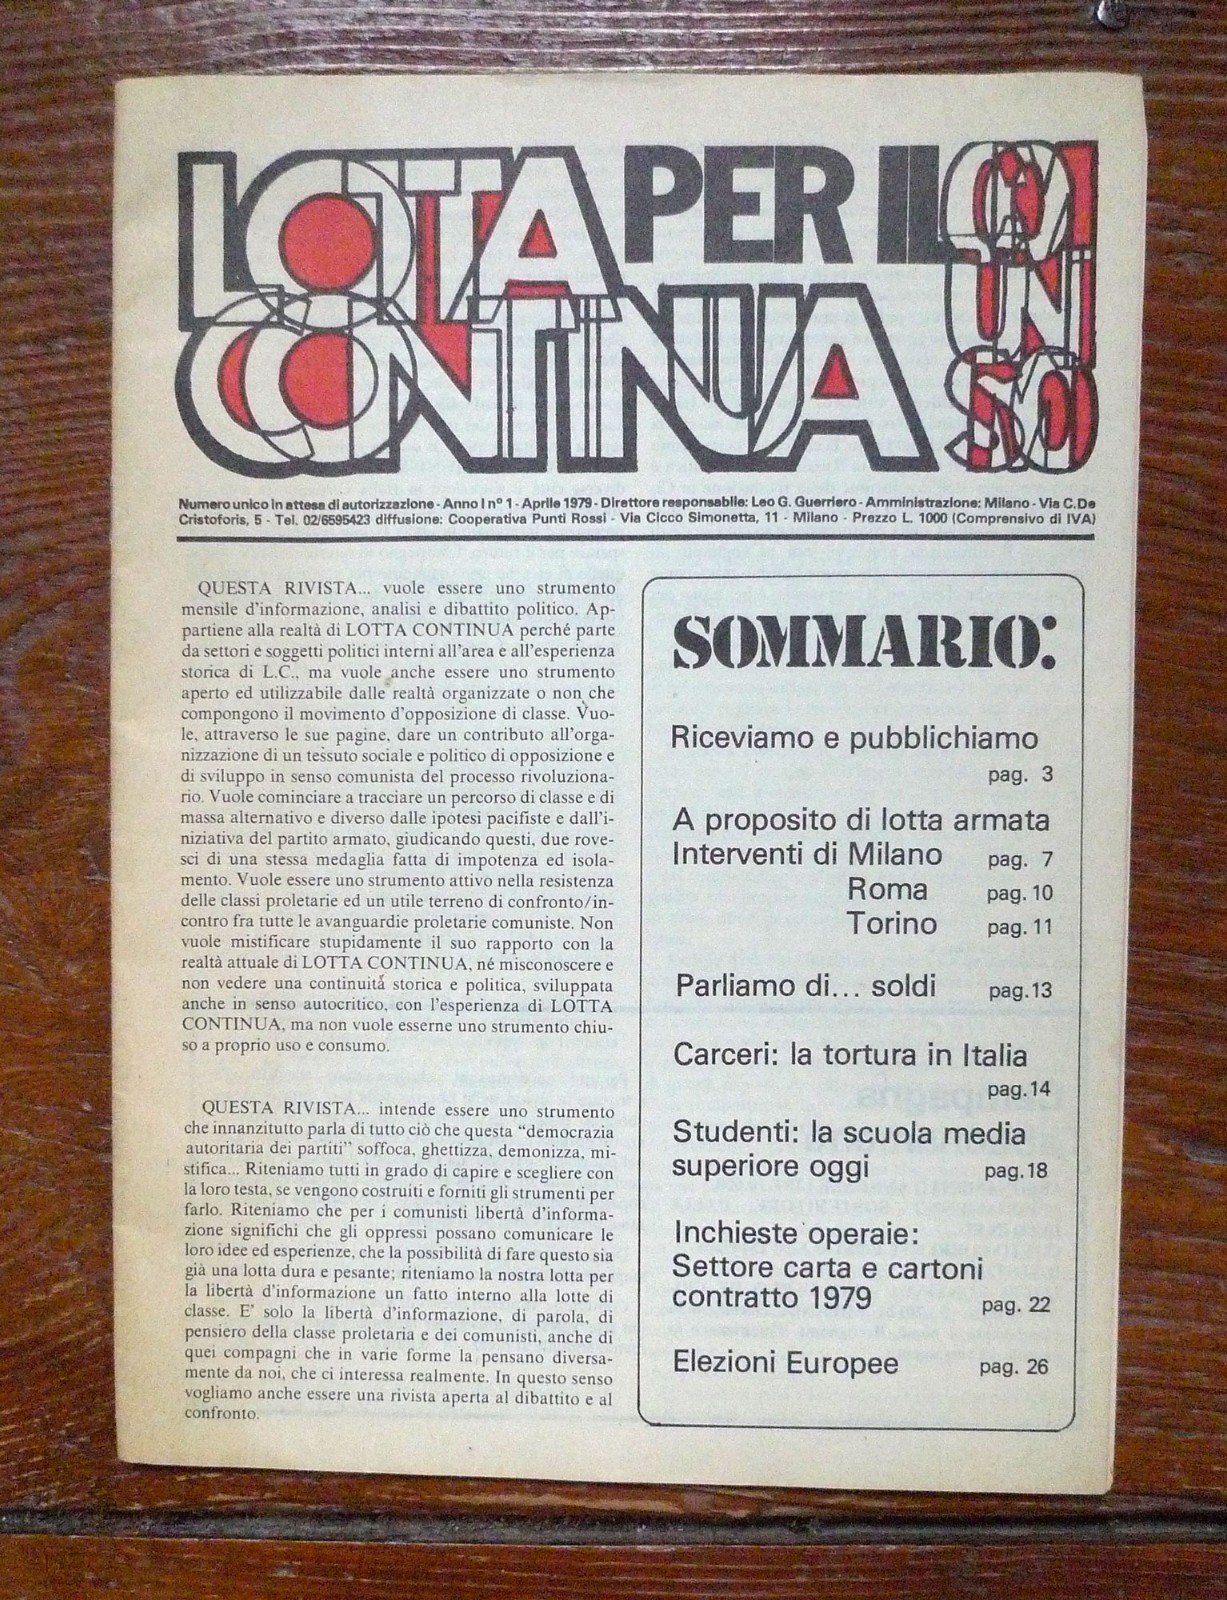 LOTTA PER IL COMUNISMO
CONTINUA
Numero unico in attesa di autorizzazione - Anno I nº 1 - Aprile 1979 - Direttore responsabile: Leo G. Guerriero - Amministrazione: Milano - Via C. De
Cristoforis, 5 - Tel. 02/6595423 diffusione: Cooperativa Punti Rossi - Via Cicco Simonetta, 11 - Milano - Prezzo L. 1000 (Comprensivo di IVA)
QUESTA RIVISTA... vuole essere uno strumento
mensile d'informazione, analisi e dibattito politico. Ap-
partiene alla realtà di LOTTA CONTINUA perché parte
da settori e soggetti politici interni all'area e all'esperienza
storica di L.C., ma vuole anche essere uno strumento
aperto ed utilizzabile dalle realtà organizzate o non che
compongono il movimento d'opposizione di classe. Vuo-
le, attraverso le sue pagine, dare un contributo all'orga-
nizzazione di un tessuto sociale e politico di opposizione e
di sviluppo in senso comunista del processo rivoluziona-
rio. Vuole cominciare a tracciare un percorso di classe e di
massa alternativo e diverso dalle ipotesi pacifiste e dall'i-
niziativa del partito armato, giudicando questi, due rove-
sci di una stessa medaglia fatta di impotenza ed isola-
mento. Vuole essere uno strumento attivo nella resistenza
delle classi proletarie ed un utile terreno di confronto/in-
contro fra tutte le avanguardie proletarie comuniste. Non
vuole mistificare stupidamente il suo rapporto con la
realtà attuale di LOTTA CONTINUA, né misconoscere e
non vedere una continuità storica e politica, sviluppata
anche in senso autocritico, con l'esperienza di LOTTA
CONTINUA, ma non vuole esserne uno strumento chiu-
so a proprio uso e consumo.
QUESTA RIVISTA... intende essere uno strumento
che innanzitutto parla di tutto ciò che questa "democrazia
autoritaria dei partiti" soffoca, ghettizza, demonizza, mi-
stifica... Riteniamo tutti in grado di capire e scegliere con
la loro testa, se vengono costruiti e forniti gli strumenti per
farlo. Riteniamo che per i comunisti libertà d'informa-
zione significhi che gli oppressi possano comunicare le
loro idee ed esperienze, che la possibilità di fare questo sia
già una lotta dura e pesante; riteniamo la nostra lotta per
la libertà d'informazione un fatto interno alla lotte di
classe. E' solo la libertà d'informazione, di parola, di
pensiero della classe proletaria e dei comunisti, anche di
quei compagni che in varie forme la pensano diversa-
mente da noi, che ci interessa realmente. In questo senso
vogliamo anche essere una rivista aperta al dibattito e al
confronto.
SOMMARIO:
Riceviamo e pubblichiamo
pag. 3
A proposito di lotta armata
Interventi di Milano pag. 7
Roma pag. 10
Torino pag. 11
Parliamo di... soldi pag. 13
Carceri: la tortura in Italia
pag. 14
Studenti: la scuola media
superiore oggi pag. 18
Inchieste operaie:
Settore carta e cartoni
contratto 1979 pag. 22
Elezioni Europee pag. 26